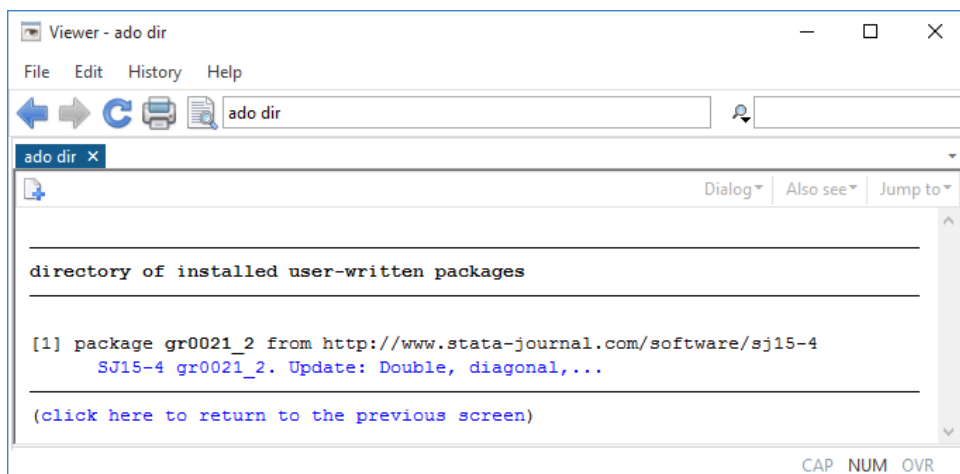 Viewer - ado dir
File Edit History Help
ado dir
ado dir ×
Dialog Also see Jump to
directory of installed user-written packages
[1] package gr0021_2 from http://www.stata-journal.com/software/sj15-4
SJ15-4 gr0021_2. Update: Double, diagonal,...
(click here to return to the previous screen)
CAP NUM OVR